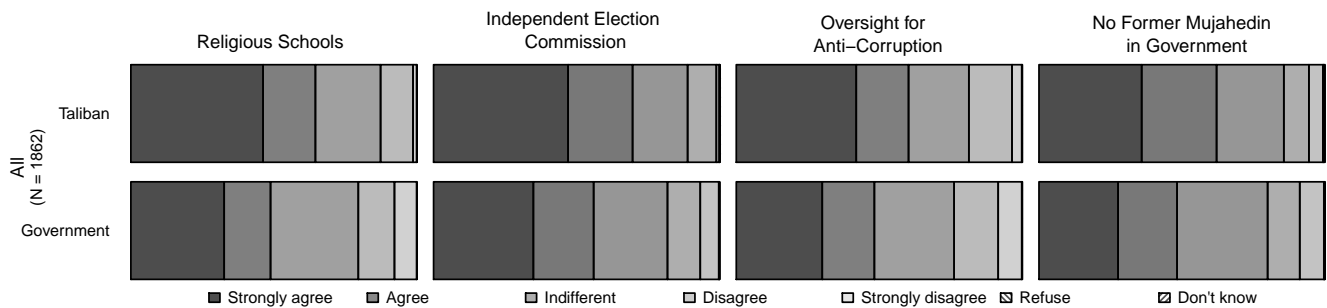 Religious Schools
Independent Election
Commission
Oversight for
Anti−Corruption
No Former Mujahedin
in Government
Taliban
All
(N = 1862)
Government
Strongly agree Agree Indifferent Disagree Strongly disagree Refuse Don't know